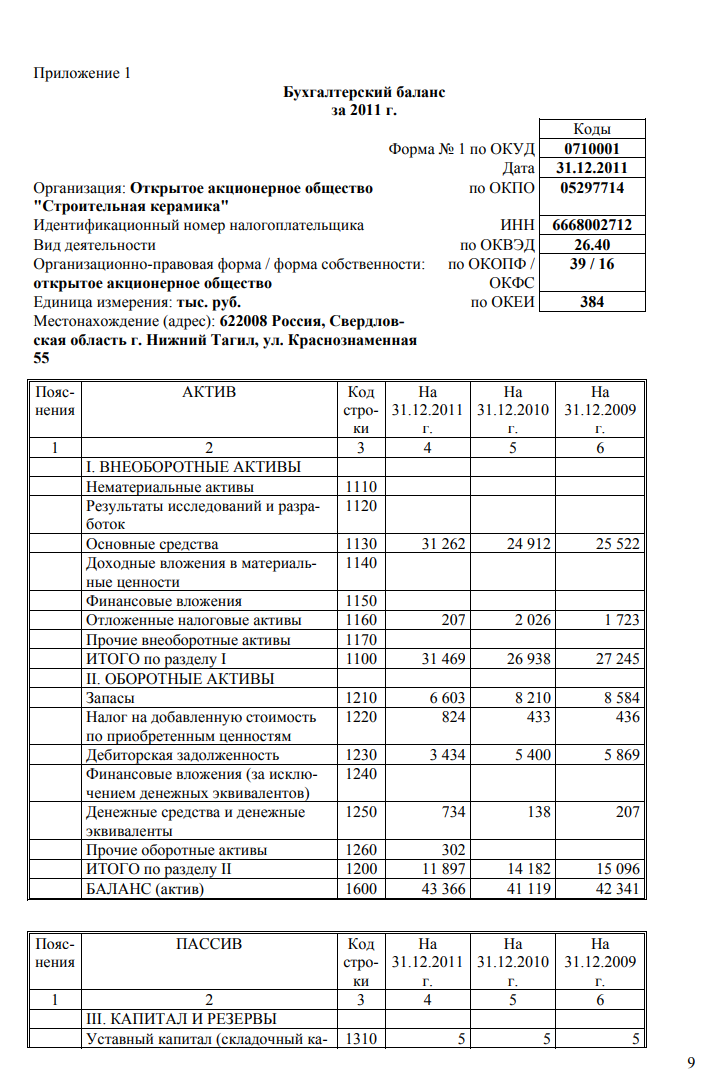 Приложение 1
Бухгалтерский баланс
за 2011 г.
Коды
Форма № 1 по ОКУД 0710001
Дата 31.12.2011
Организация: Открытое акционерное общество по ОКПО 05297714
"Строительная керамика"
Идентификационный номер налогоплательщика ИНН 6668002712
Вид деятельности по ОКВЭД 26.40
Организационно-правовая форма / форма собственности: по ОКОПФ / 39 / 16
открытое акционерное общество ОКФС
Единица измерения: тыс. руб. по ОКЕИ 384
Местонахождение (адрес): 622008 Россия, Свердлов-
ская область г. Нижний Тагил, ул. Краснознаменная
55
Пояс- АКТИВ Код На На На
нения стро- 31.12.2011 31.12.2010 31.12.2009
ки г. г. г.
1 2 3 4 5 6
I. ВНЕОБОРОТНЫЕ АКТИВЫ
Нематериальные активы 1110
Результаты исследований и разра- 1120
боток
Основные средства 1130 31 262 24 912 25 522
Доходные вложения в материаль- 1140
ные ценности
Финансовые вложения 1150
Отложенные налоговые активы 1160 207 2 026 1 723
Прочие внеоборотные активы 1170
ИТОГО по разделу I 1100 31 469 26 938 27 245
II. ОБОРОТНЫЕ АКТИВЫ
Запасы 1210 6 603 8 210 8 584
Налог на добавленную стоимость 1220 824 433 436
по приобретенным ценностям
Дебиторская задолженность 1230 3 434 5 400 5 869
Финансовые вложения (за исклю- 1240
чением денежных эквивалентов)
Денежные средства и денежные 1250 734 138 207
эквиваленты
Прочие оборотные активы 1260 302
ИТОГО по разделу II 1200 11 897 14 182 15 096
БАЛАНС (актив) 1600 43 366 41 119 42 341
Пояс- ПАССИВ Код На На На
нения стро- 31.12.2011 31.12.2010 31.12.2009
ки г. г. г.
1 2 3 4 5 6
III. КАПИТАЛ И РЕЗЕРВЫ
Уставный капитал (складочный ка- 1310 5 5 5
9